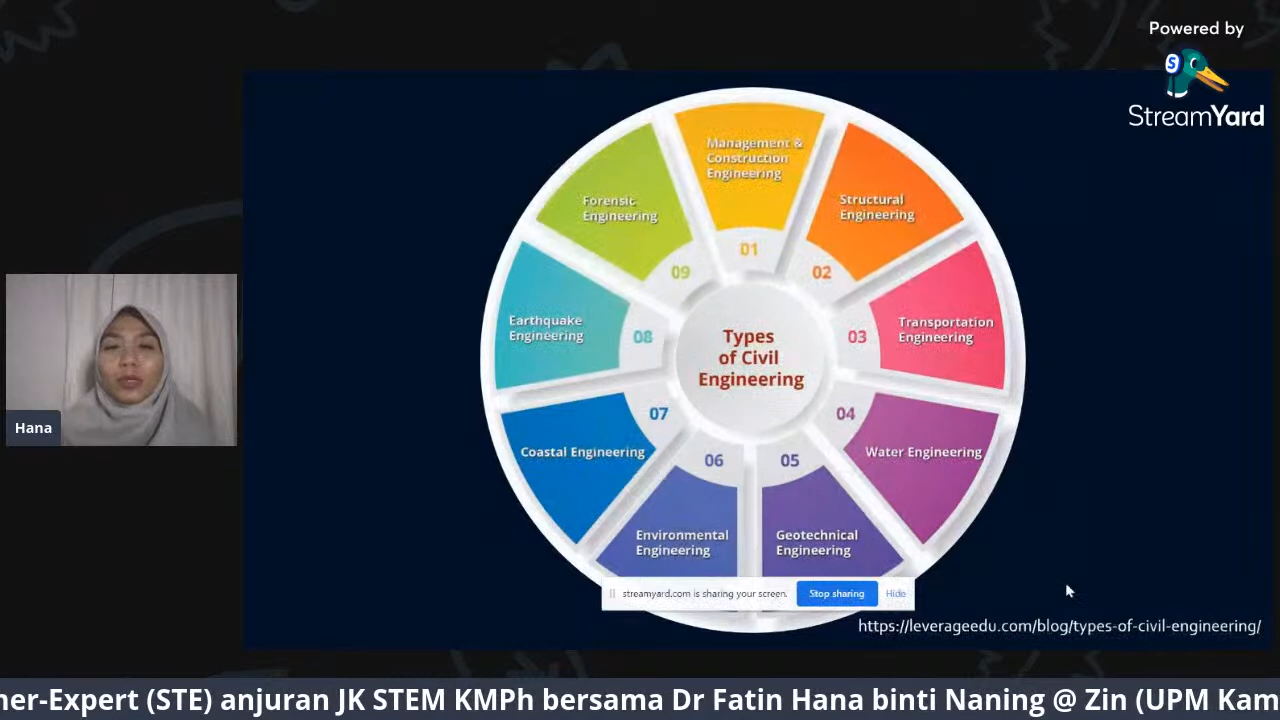 Powered by
StreamYard
Management &
Construction
Engineering
01
Structural
Engineering
02
Transportation
Engineering
03
Water Engineering
04
Geotechnical
Engineering
05
Environmental
Engineering
06
Coastal Engineering
07
Earthquake
Engineering
08
Forensic
Engineering
09
Types
of Civil
Engineering
Hana
streamyard.com is sharing your screen.
Stop sharing
Hide
https://leverageedu.com/blog/types-of-civil-engineering/
ner-Expert (STE) anjuran JK STEM KMPh bersama Dr Fatin Hana binti Naning @ Zin (UPM Kam